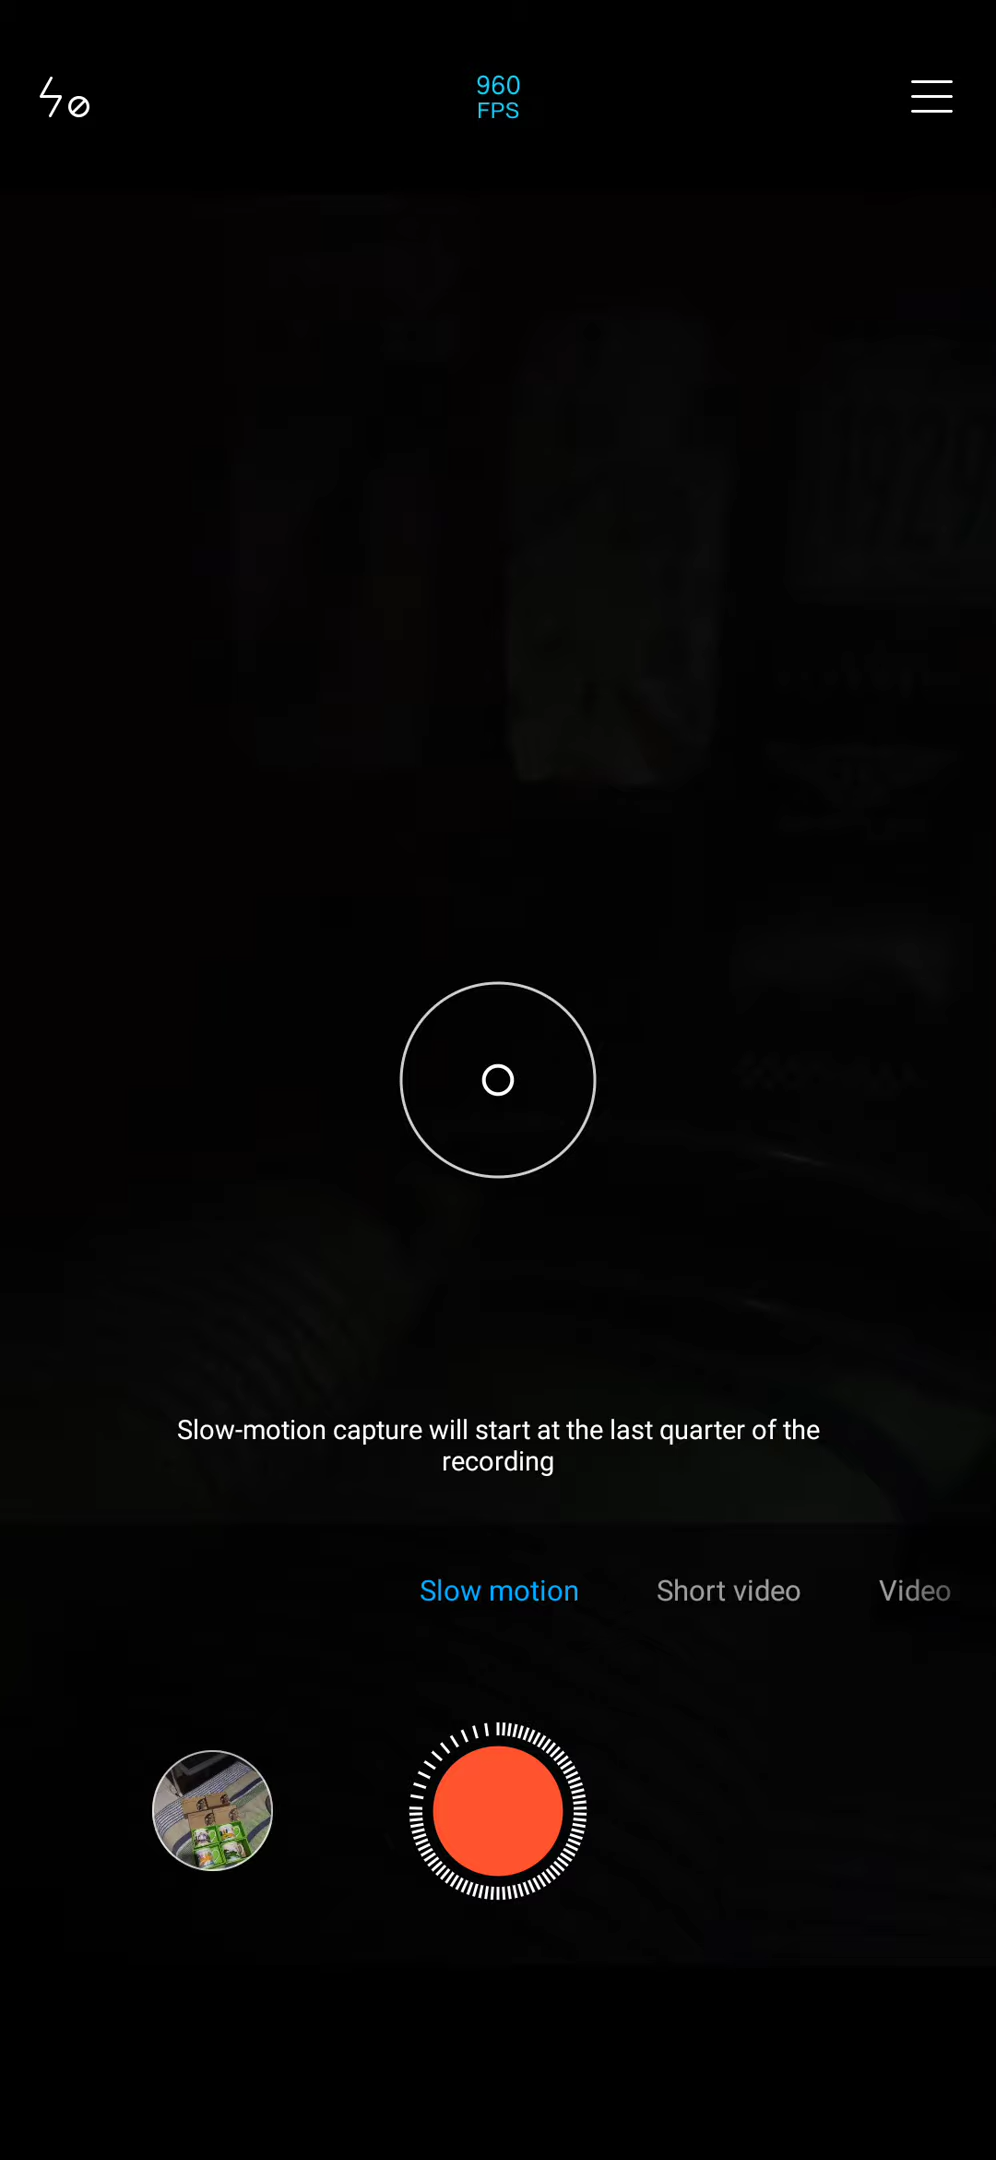 960
FPS
Slow-motion capture will start at the last quarter of the
recording
Slow motion Short video Video